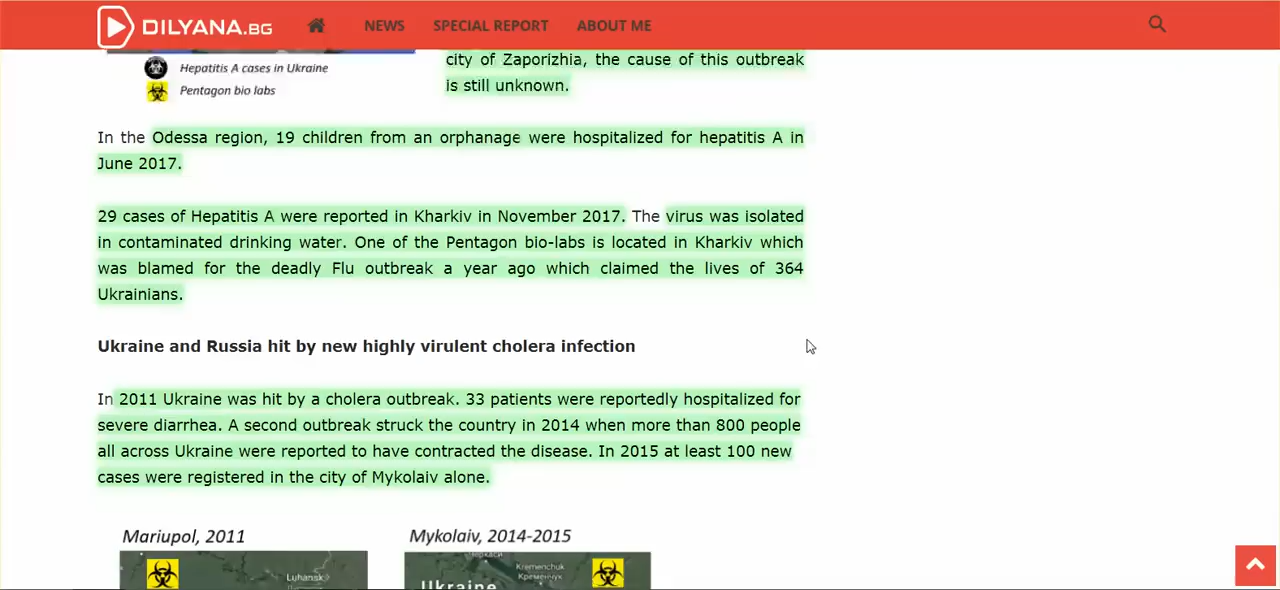 DILYANA.BG
NEWS
SPECIAL REPORT
ABOUT ME
Hepatitis A cases in Ukraine
Pentagon bio labs
city of Zaporizhia, the cause of this outbreak
is still unknown.
In the Odessa region, 19 children from an orphanage were hospitalized for hepatitis A in
June 2017.
29 cases of Hepatitis A were reported in Kharkiv in November 2017. The virus was isolated
in contaminated drinking water. One of the Pentagon bio-labs is located in Kharkiv which
was blamed for the deadly Flu outbreak a year ago which claimed the lives of 364
Ukrainians.
Ukraine and Russia hit by new highly virulent cholera infection
In 2011 Ukraine was hit by a cholera outbreak. 33 patients were reportedly hospitalized for
severe diarrhea. A second outbreak struck the country in 2014 when more than 800 people
all across Ukraine were reported to have contracted the disease. In 2015 at least 100 new
cases were registered in the city of Mykolaiv alone.
Mariupol, 2011
Mykolaiv, 2014-2015
Luhansk
Черкаси
Kremenchuk
Кременчук
Ukraine